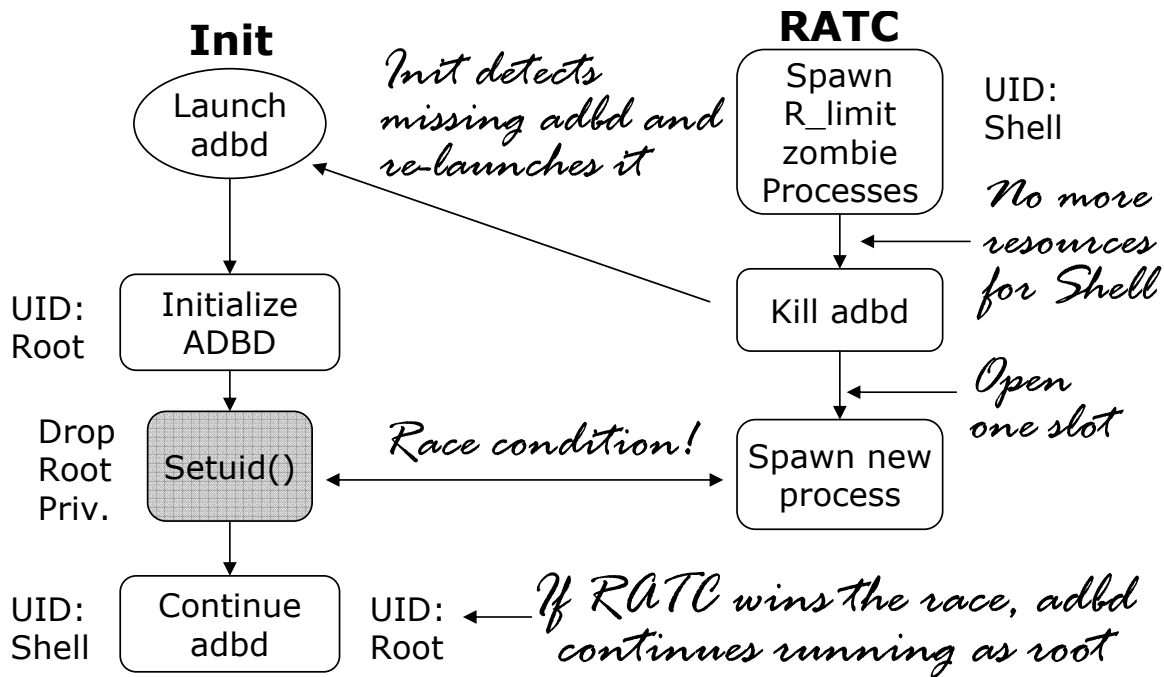 Init
RATC
Launch
adbd
Init detects
missing adbd and
re-launches it
Spawn
R_limit
zombie
Processes
UID:
Shell
No more
resources
for Shell
UID:
Root
Initialize
ADBD
Kill adbd
Open
one slot
Drop
Root
Priv.
Setuid()
Race condition!
Spawn new
process
UID:
Shell
Continue
adbd
UID:
Root
If RATC wins the race, adbd
continues running as root